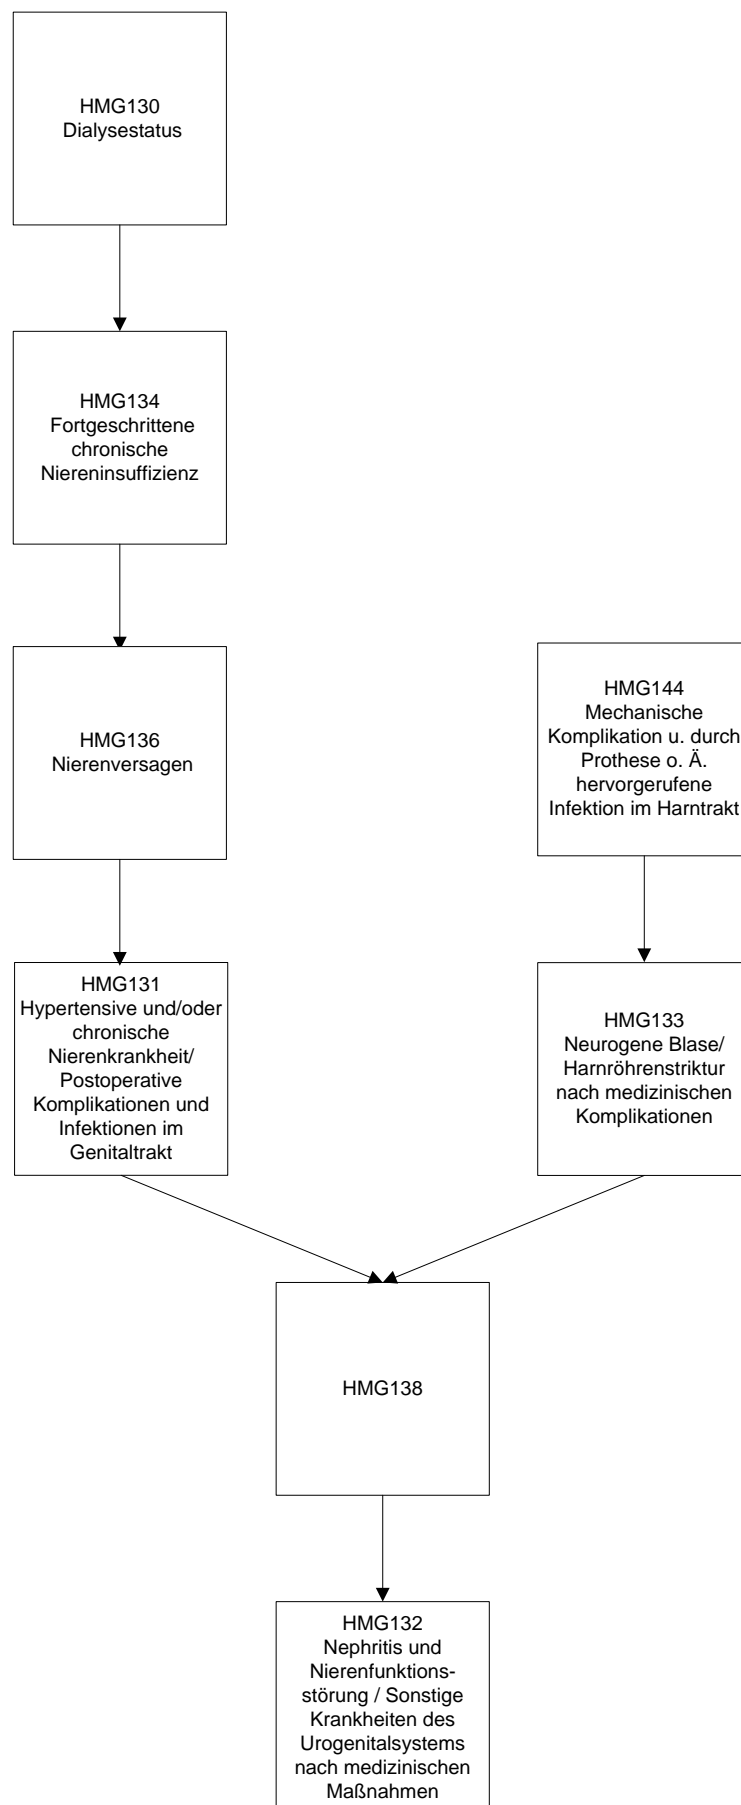 HMG130
Dialysestatus
HMG134
Fortgeschrittene
chronische
Niereninsuffizienz
HMG136
Nierenversagen
HMG144
Mechanische
Komplikation u. durch
Prothese o. Ä.
hervorgerufene
Infektion im Harntrakt
HMG131
Hypertensive und/oder
chronische
Nierenkrankheit/
Postoperative
Komplikationen und
Infektionen im
Genitaltrakt
HMG133
Neurogene Blase/
Harnröhrenstriktur
nach medizinischen
Komplikationen
HMG138
HMG132
Nephritis und
Nierenfunktions-
störung / Sonstige
Krankheiten des
Urogenitalsystems
nach medizinischen
Maßnahmen